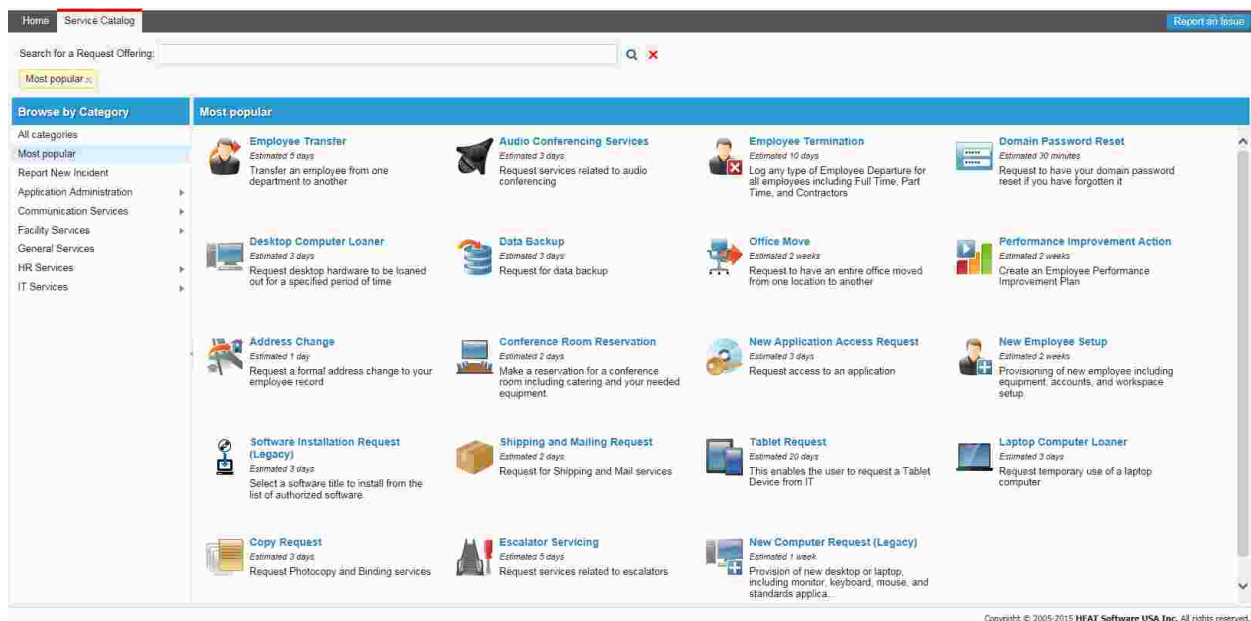 Home
Service Catalog
Report an Issue
Search for a Request Offering:
Most popular
Browse by Category
All categories
Most popular
Report New Incident
Application Administration
Communication Services
Facility Services
General Services
HR Services
IT Services
Most popular
Employee Transfer
Estimated 5 days
Transfer an employee from one
department to another
Audio Conferencing Services
Estimated 3 days
Request services related to audio
conferencing
Employee Termination
Estimated 10 days
Log any type of Employee Departure for
all employees including Full Time, Part
Time, and Contractors
Domain Password Reset
Estimated 30 minutes
Request to have your domain password
reset if you have forgotten it
Desktop Computer Loaner
Estimated 3 days
Request desktop hardware to be loaned
out for a specified period of time
Data Backup
Estimated 3 days
Request for data backup
Office Move
Estimated 2 weeks
Request to have an entire office moved
from one location to another
Performance Improvement Action
Estimated 2 weeks
Create an Employee Performance
Improvement Plan
Address Change
Estimated 1 day
Request a formal address change to your
employee record
Conference Room Reservation
Estimated 2 days
Make a reservation for a conference
room including catering and your needed
equipment.
New Application Access Request
Estimated 3 days
Request access to an application
New Employee Setup
Estimated 2 weeks
Provisioning of new employee including
equipment, accounts, and workspace
setup.
Software Installation Request
(Legacy)
Estimated 3 days
Select a software title to install from the
list of authorized software.
Shipping and Mailing Request
Estimated 2 days
Request for Shipping and Mail services
Tablet Request
Estimated 20 days
This enables the user to request a Tablet
Device from IT
Laptop Computer Loaner
Estimated 3 days
Request temporary use of a laptop
computer
Copy Request
Estimated 3 days
Request Photocopy and Binding services
Escalator Servicing
Estimated 5 days
Request services related to escalators
New Computer Request (Legacy)
Estimated 1 week
Provision of new desktop or laptop,
including monitor, keyboard, mouse, and
standards applica...
Copyright © 2005-2015 HEAT Software USA Inc. All rights reserved.